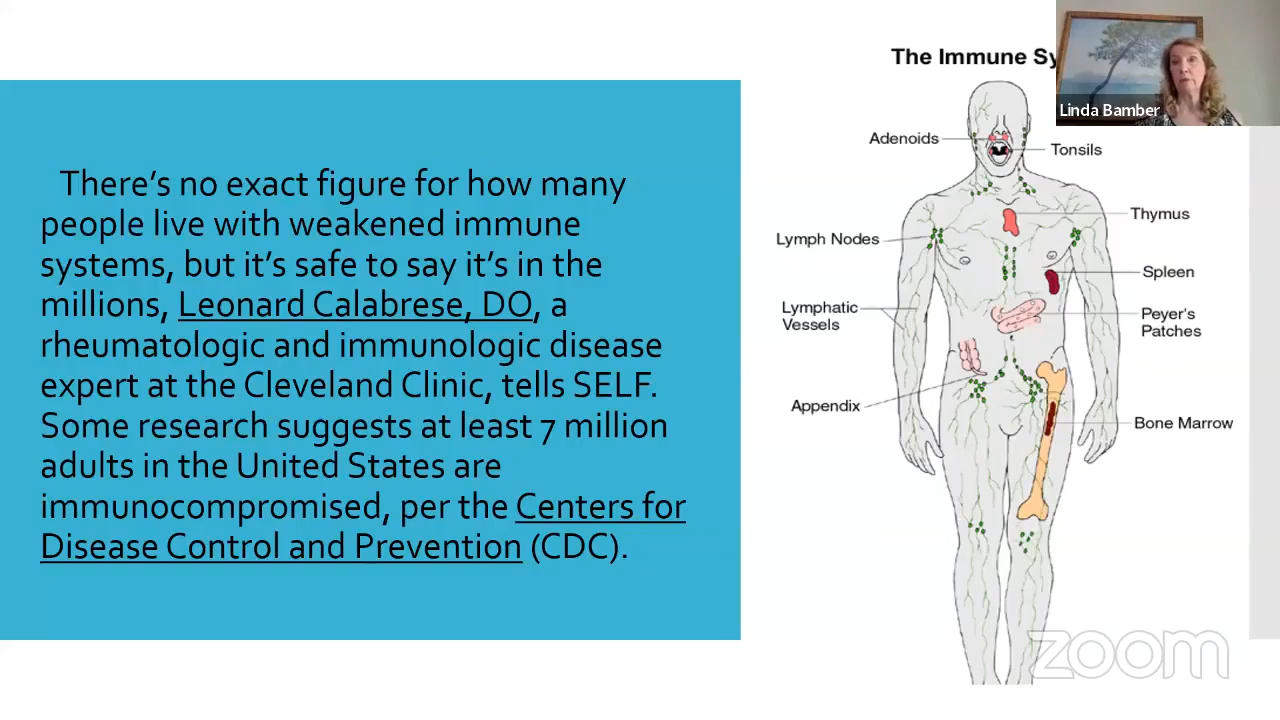 There's no exact figure for how many
people live with weakened immune
systems, but it's safe to say it's in the
millions, Leonard Calabrese, DO, a
rheumatologic and immunologic disease
expert at the Cleveland Clinic, tells SELF.
Some research suggests at least 7 million
adults in the United States are
immunocompromised, per the Centers for
Disease Control and Prevention (CDC).
The Immune Sy
Linda Bamber
Adenoids
Tonsils
Thymus
Lymph Nodes
Spleen
Lymphatic
Vessels
Peyer's
Patches
Appendix
Bone Marrow
zoom